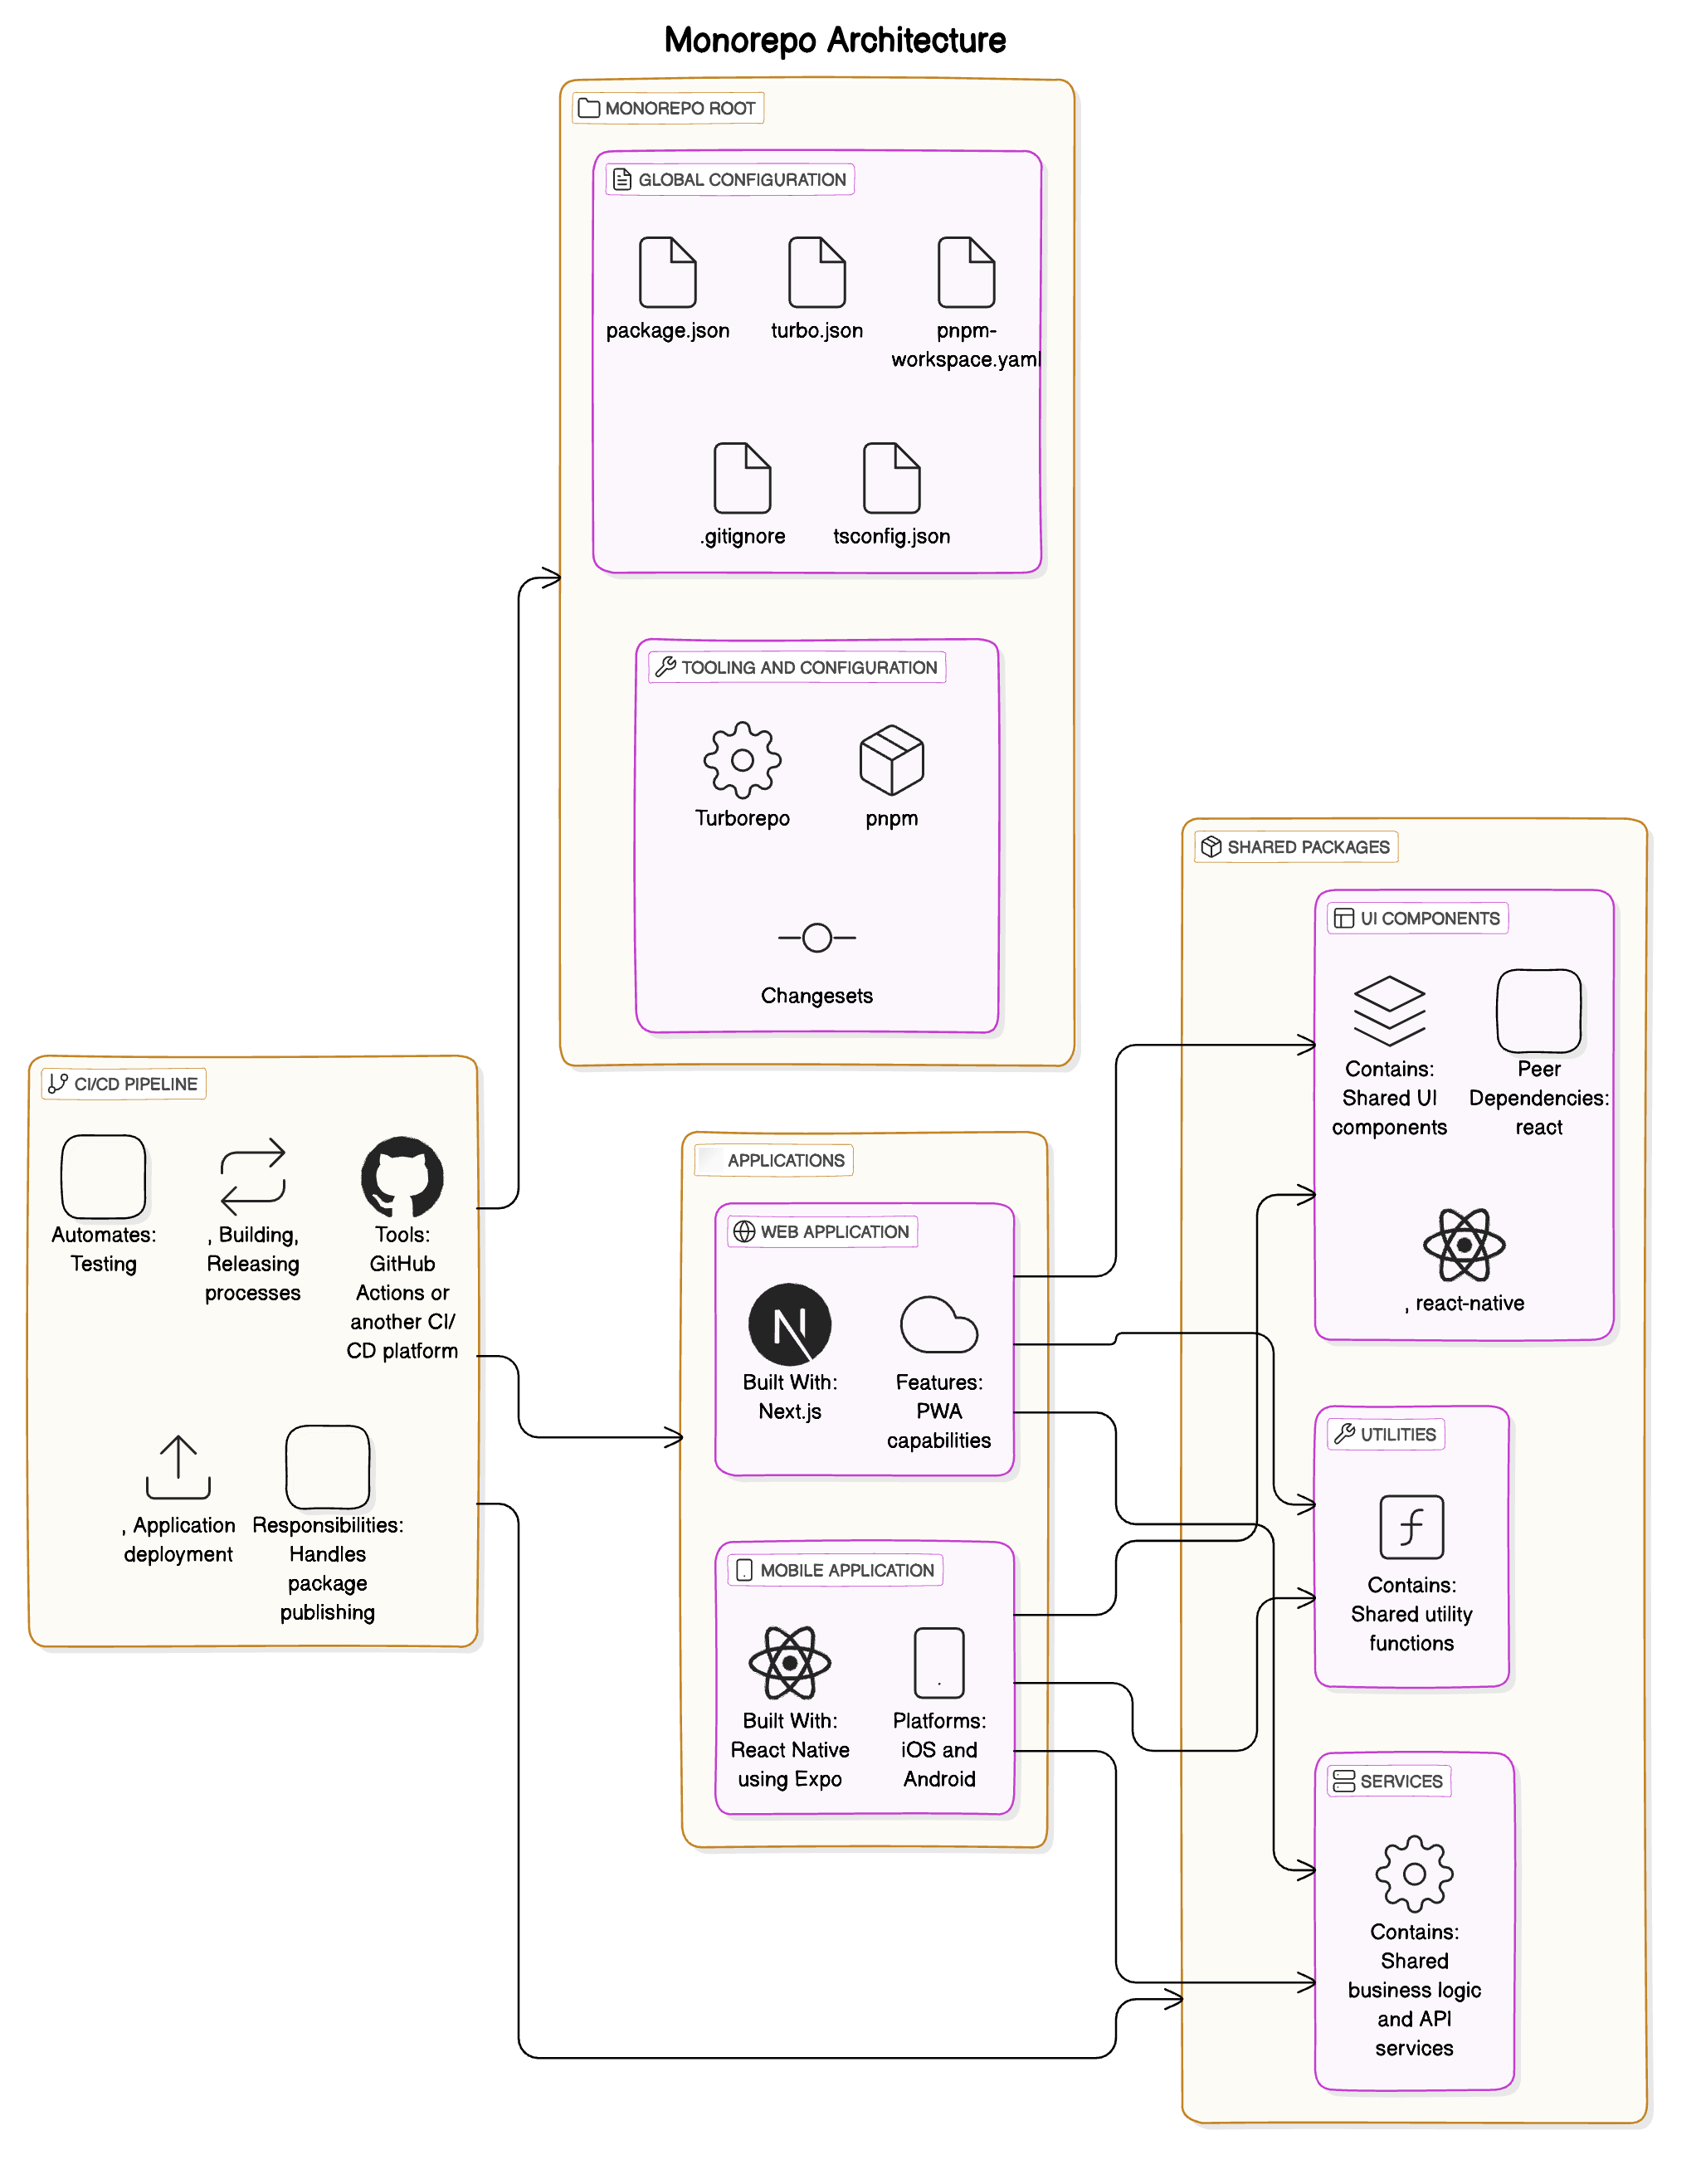 Monorepo Architecture
MONOREPO ROOT
GLOBAL CONFIGURATION
package.json
turbo.json
pnpm-
workspace.yaml
.gitignore
tsconfig.json
TOOLING AND CONFIGURATION
Turborepo
pnpm
Changesets
CI/CD PIPELINE
Automates:
Testing
, Building,
Releasing
processes
Tools:
GitHub
Actions or
another CI/
CD platform
, Application
deployment
Responsibilities:
Handles
package
publishing
APPLICATIONS
WEB APPLICATION
Built With:
Next.js
Features:
PWA
capabilities
MOBILE APPLICATION
Built With:
React Native
using Expo
Platforms:
iOS and
Android
SHARED PACKAGES
UI COMPONENTS
Contains:
Shared UI
components
Peer
Dependencies:
react
, react-native
UTILITIES
Contains:
Shared utility
functions
SERVICES
Contains:
Shared
business logic
and API
services